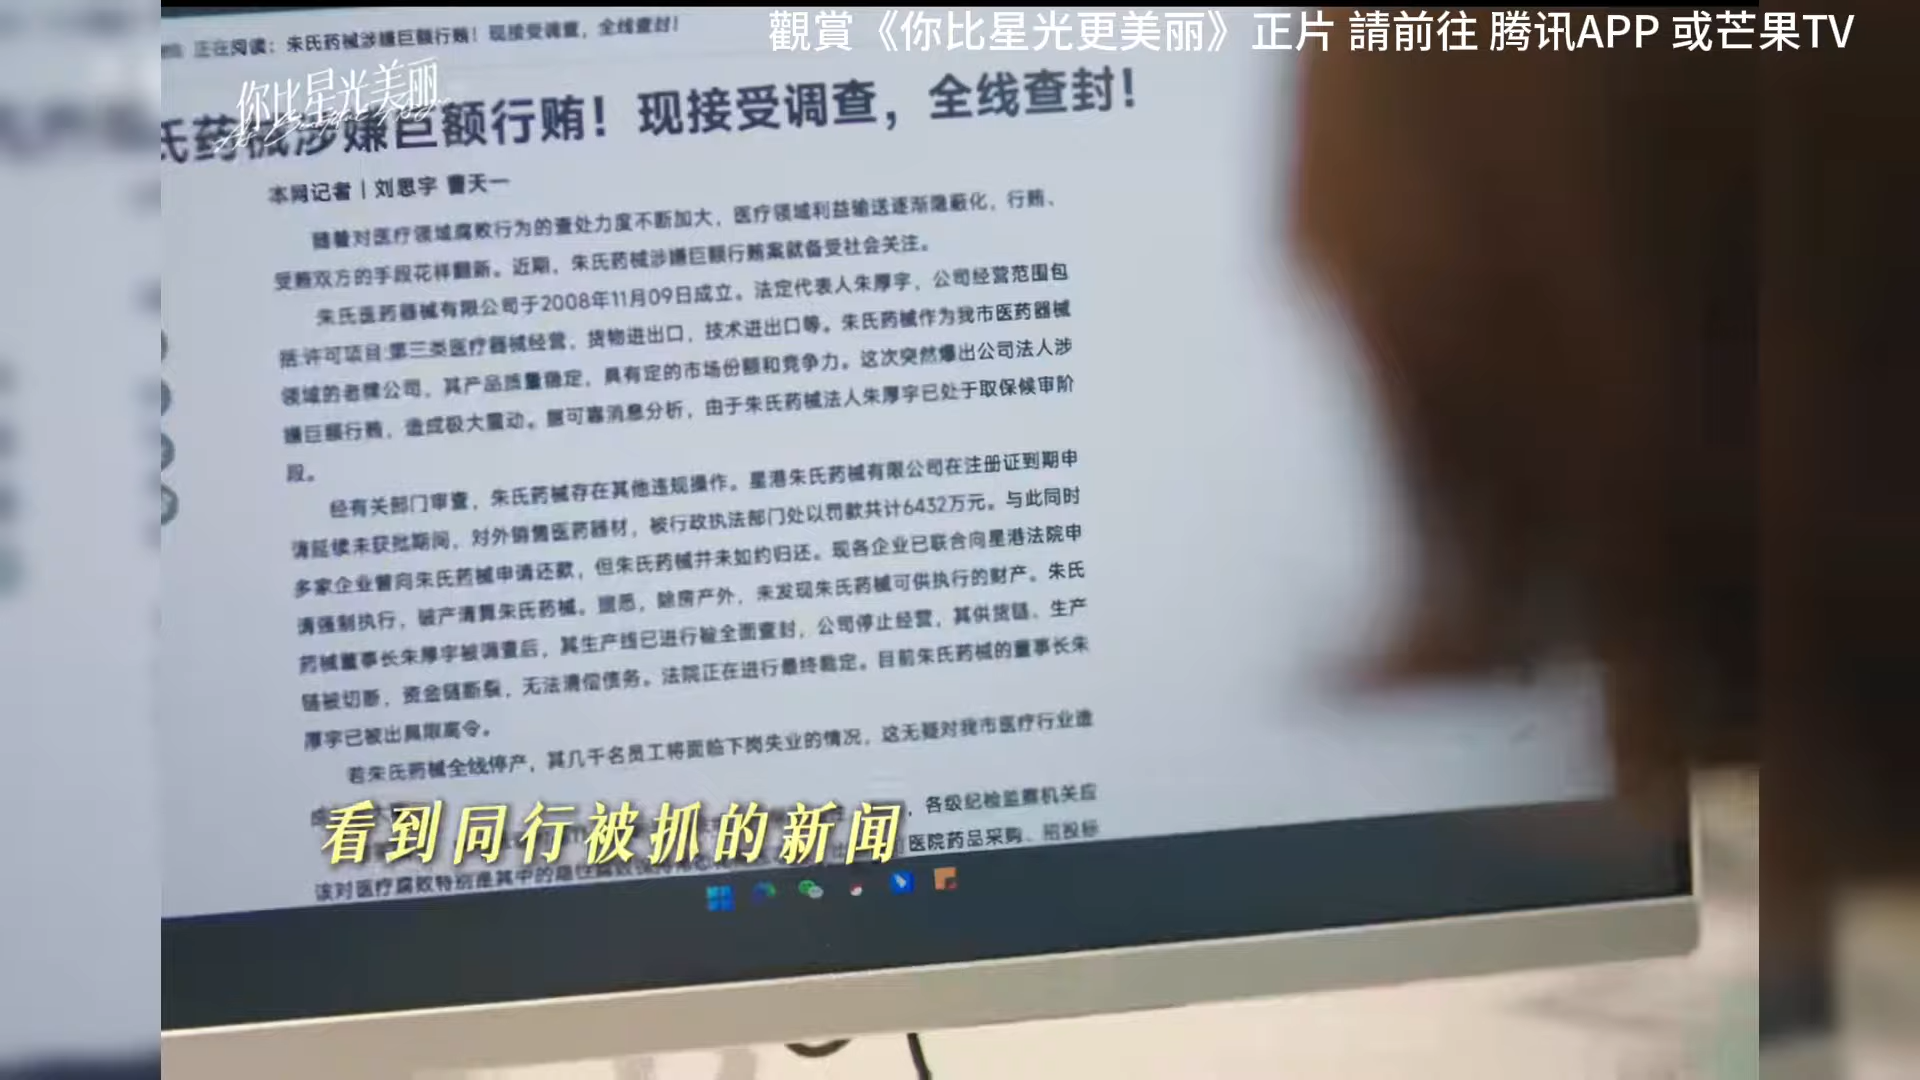 觀賞《你比星光更美丽》正片 請前往 腾讯APP 或芒果TV
正在阅读：朱氏药械涉嫌巨额行贿！现接受调查，全线查封！
你比星光美丽
氏药械涉嫌巨额行贿！现接受调查，全线查封！
本网记者 | 刘思宇 曹天一
随着对医疗领域腐败行为的查处力度不断加大，医疗领域利益输送逐渐隐蔽化，行贿、
受贿双方的手段花样翻新。近期，朱氏药械涉嫌巨额行贿案就备受社会关注。
朱氏医药器械有限公司于2008年11月09日成立。法定代表人朱厚宇，公司经营范围包
括:许可项目:第三类医疗器械经营，货物进出口，技术进出口等。朱氏药械作为我市医药器械
领域的老牌公司，其产品质量稳定，具有定的市场份额和竞争力。这次突然爆出公司法人涉
嫌巨额行贿，造成极大震动。据可靠消息分析，由于朱氏药械法人朱厚宇已处于取保候审阶
段。
经有关部门审查，朱氏药械存在其他违规操作。星港朱氏药械有限公司在注册证到期申
请延续未获批期间，对外销售医药器材，被行政执法部门处以罚款共计6432万元。与此同时
多家企业曾向朱氏药械申请还款，但朱氏药械并未如约归还。现各企业已联合向星港法院申
请强制执行，破产清算朱氏药械。据悉，除房产外，未发现朱氏药械可供执行的财产。朱氏
药械董事长朱厚宇被调查后，其生产线已进行被全面查封，公司停止经营，其供货链、生产
链被切断，资金链断裂，无法清偿债务。法院正在进行最终裁定。目前朱氏药械的董事长朱
厚宇已被出具限离令。
若朱氏药械全线停产，其几千名员工将面临下岗失业的情况，这无疑对我市医疗行业造
，各级纪检监察机关应
看到同行被抓的新闻
医院药品采购、招投标
该对医疗腐败特别是其中的隐性腐败